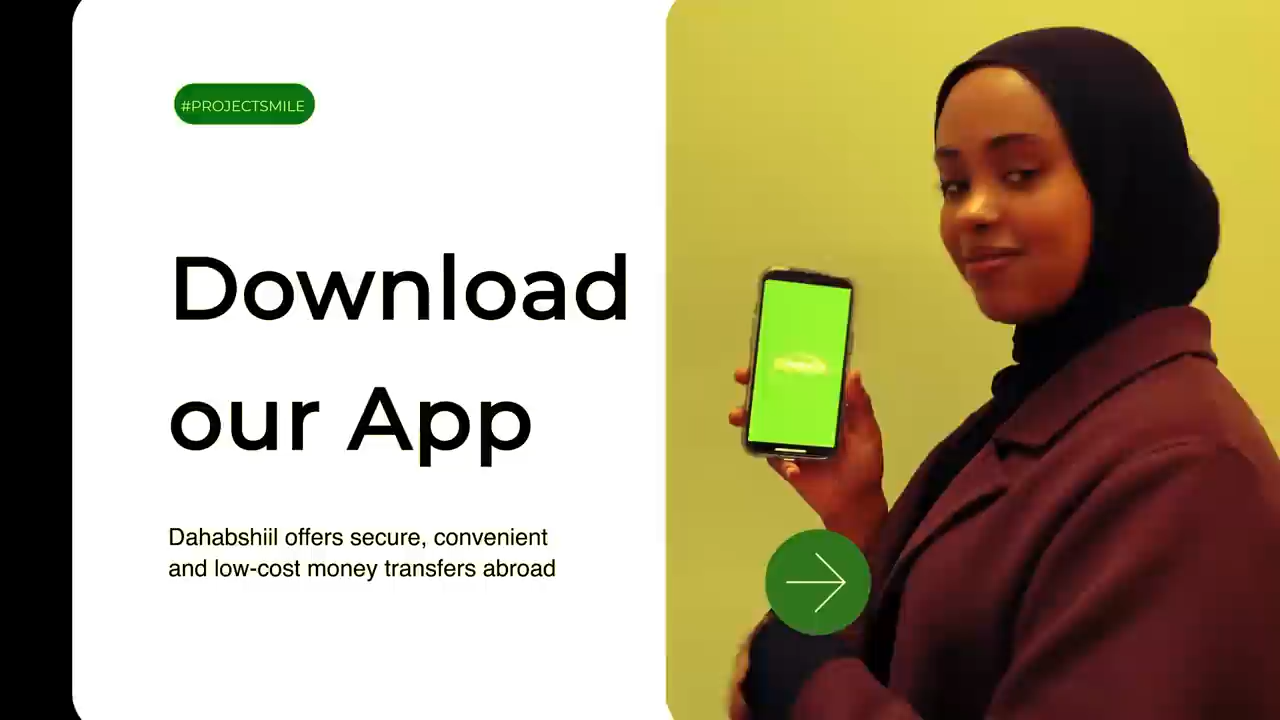 #PROJECTSMILE
Download
our App
Dahabshiil offers secure, convenient
and low-cost money transfers abroad